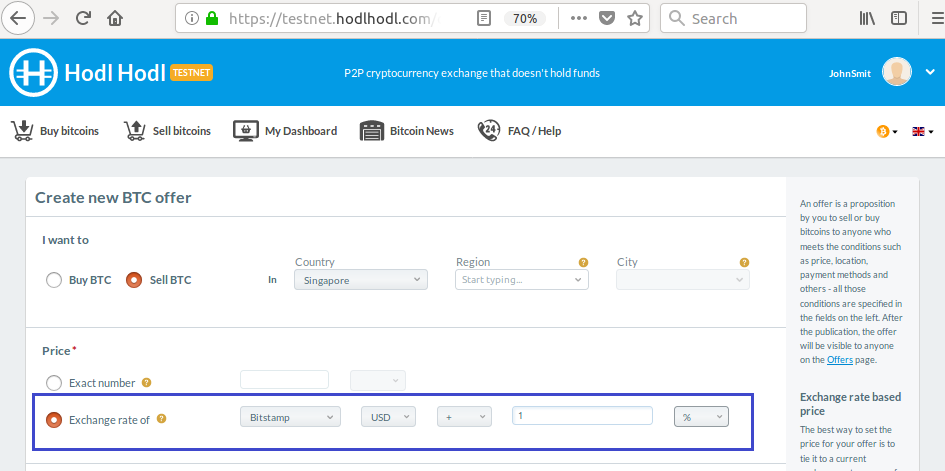 https://testnet.hodlhodl.com/ 70% Search
Hodl Hodl TESTNET P2P cryptocurrency exchange that doesn't hold funds JohnSmit
Buy bitcoins Sell bitcoins My Dashboard 24 Bitcoin News FAQ / Help
Create new BTC offer
I want to
Country Region ? City ?
Buy BTC Sell BTC In Singapore Start typing...
Price *
Exact number ?
Exchange rate of ? Bitstamp USD + 1 %
An offer is a proposition
by you to sell or buy
bitcoins to anyone who
meets the conditions such
as price, location,
payment methods and
others - all those
conditions are specified in
the fields on the left. After
the publication, the offer
will be visible to anyone
on the Offers page.
Exchange rate based
price
The best way to set the
price for your offer is to
tie it to a current